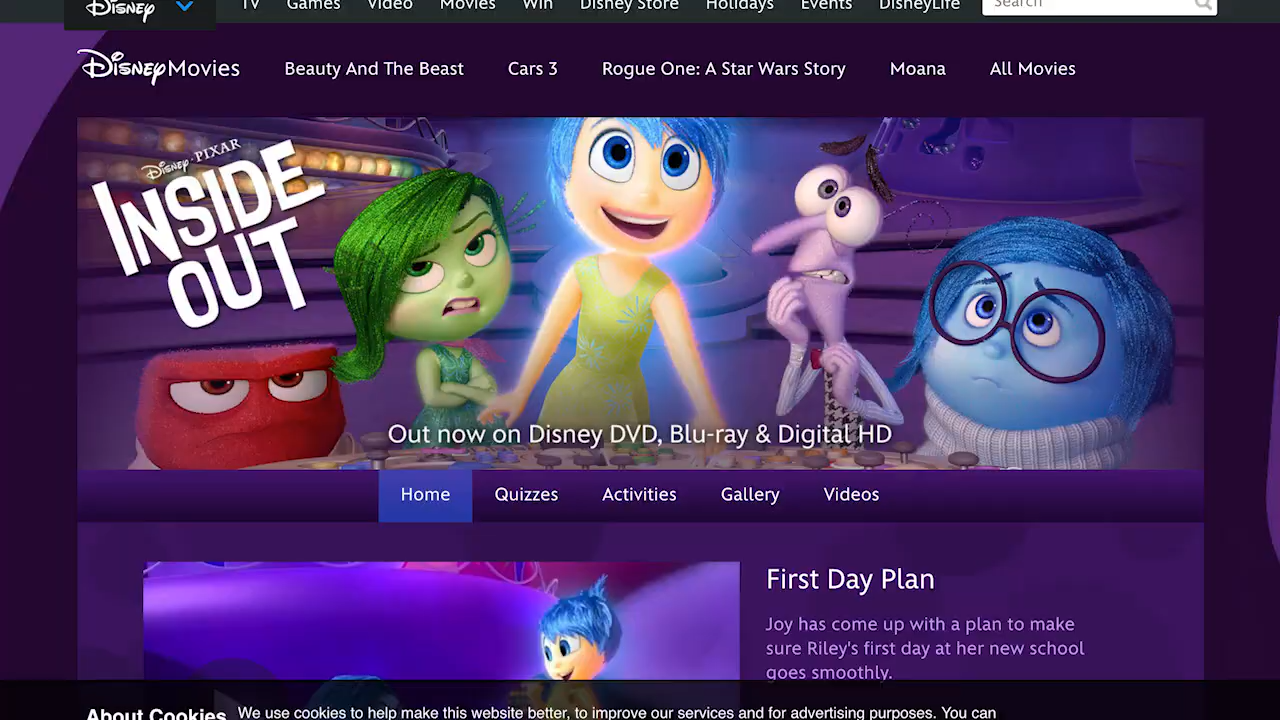 Disney TV Games Video Movies Win Disney Store Holidays Events DisneyLife Search
Disney Movies Beauty And The Beast Cars 3 Rogue One: A Star Wars Story Moana All Movies
Disney·PIXAR
INSIDE
OUT
Out now on Disney DVD, Blu-ray & Digital HD
Home Quizzes Activities Gallery Videos
First Day Plan
Joy has come up with a plan to make
sure Riley's first day at her new school
goes smoothly.
About Cookies We use cookies to help make this website better, to improve our services and for advertising purposes. You can